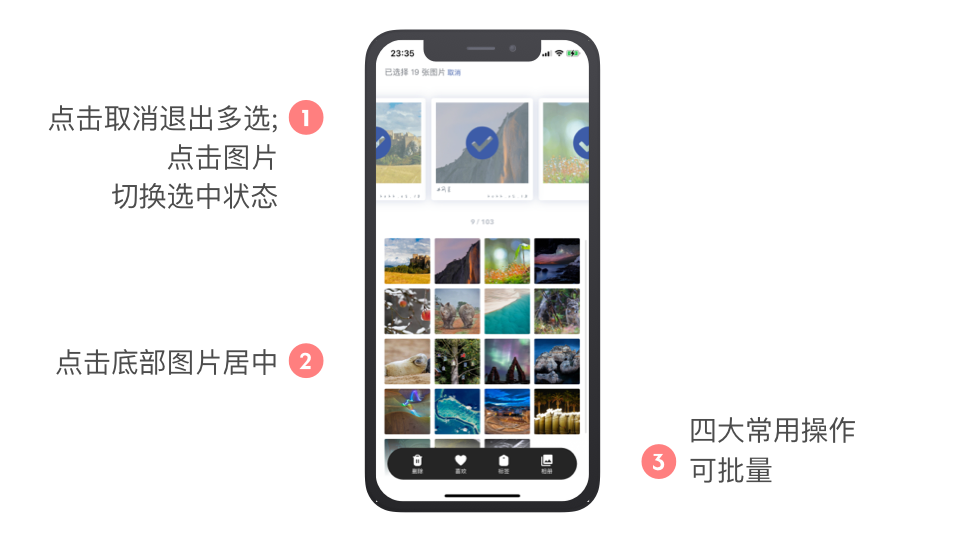 23:35
已选择 19 张图片 取消
点击取消退出多选;
点击图片
切换选中状态
1
9 / 103
点击底部图片居中
2
3
四大常用操作
可批量
删除
喜欢
标签
相册